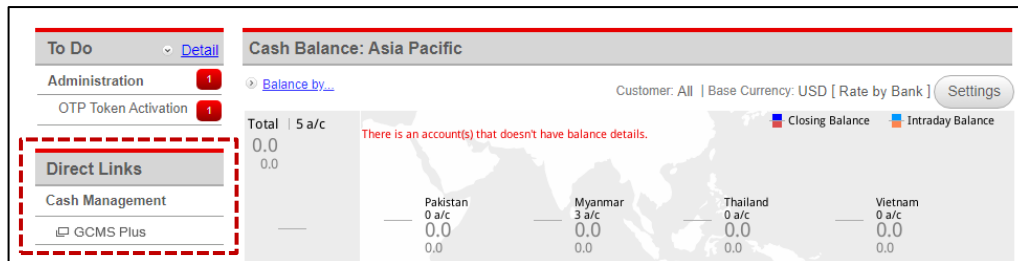 To Do
Detail
Administration
1
OTP Token Activation
1
Direct Links
Cash Management
GCMS Plus
Cash Balance: Asia Pacific
Balance by...
Customer: All | Base Currency: USD [ Rate by Bank ]
Settings
Total | 5 a/c
0.0
0.0
There is an account(s) that doesn't have balance details.
Closing Balance
Intraday Balance
Pakistan
0 a/c
0.0
0.0
Myanmar
3 a/c
0.0
0.0
Thailand
0 a/c
0.0
0.0
Vietnam
0 a/c
0.0
0.0